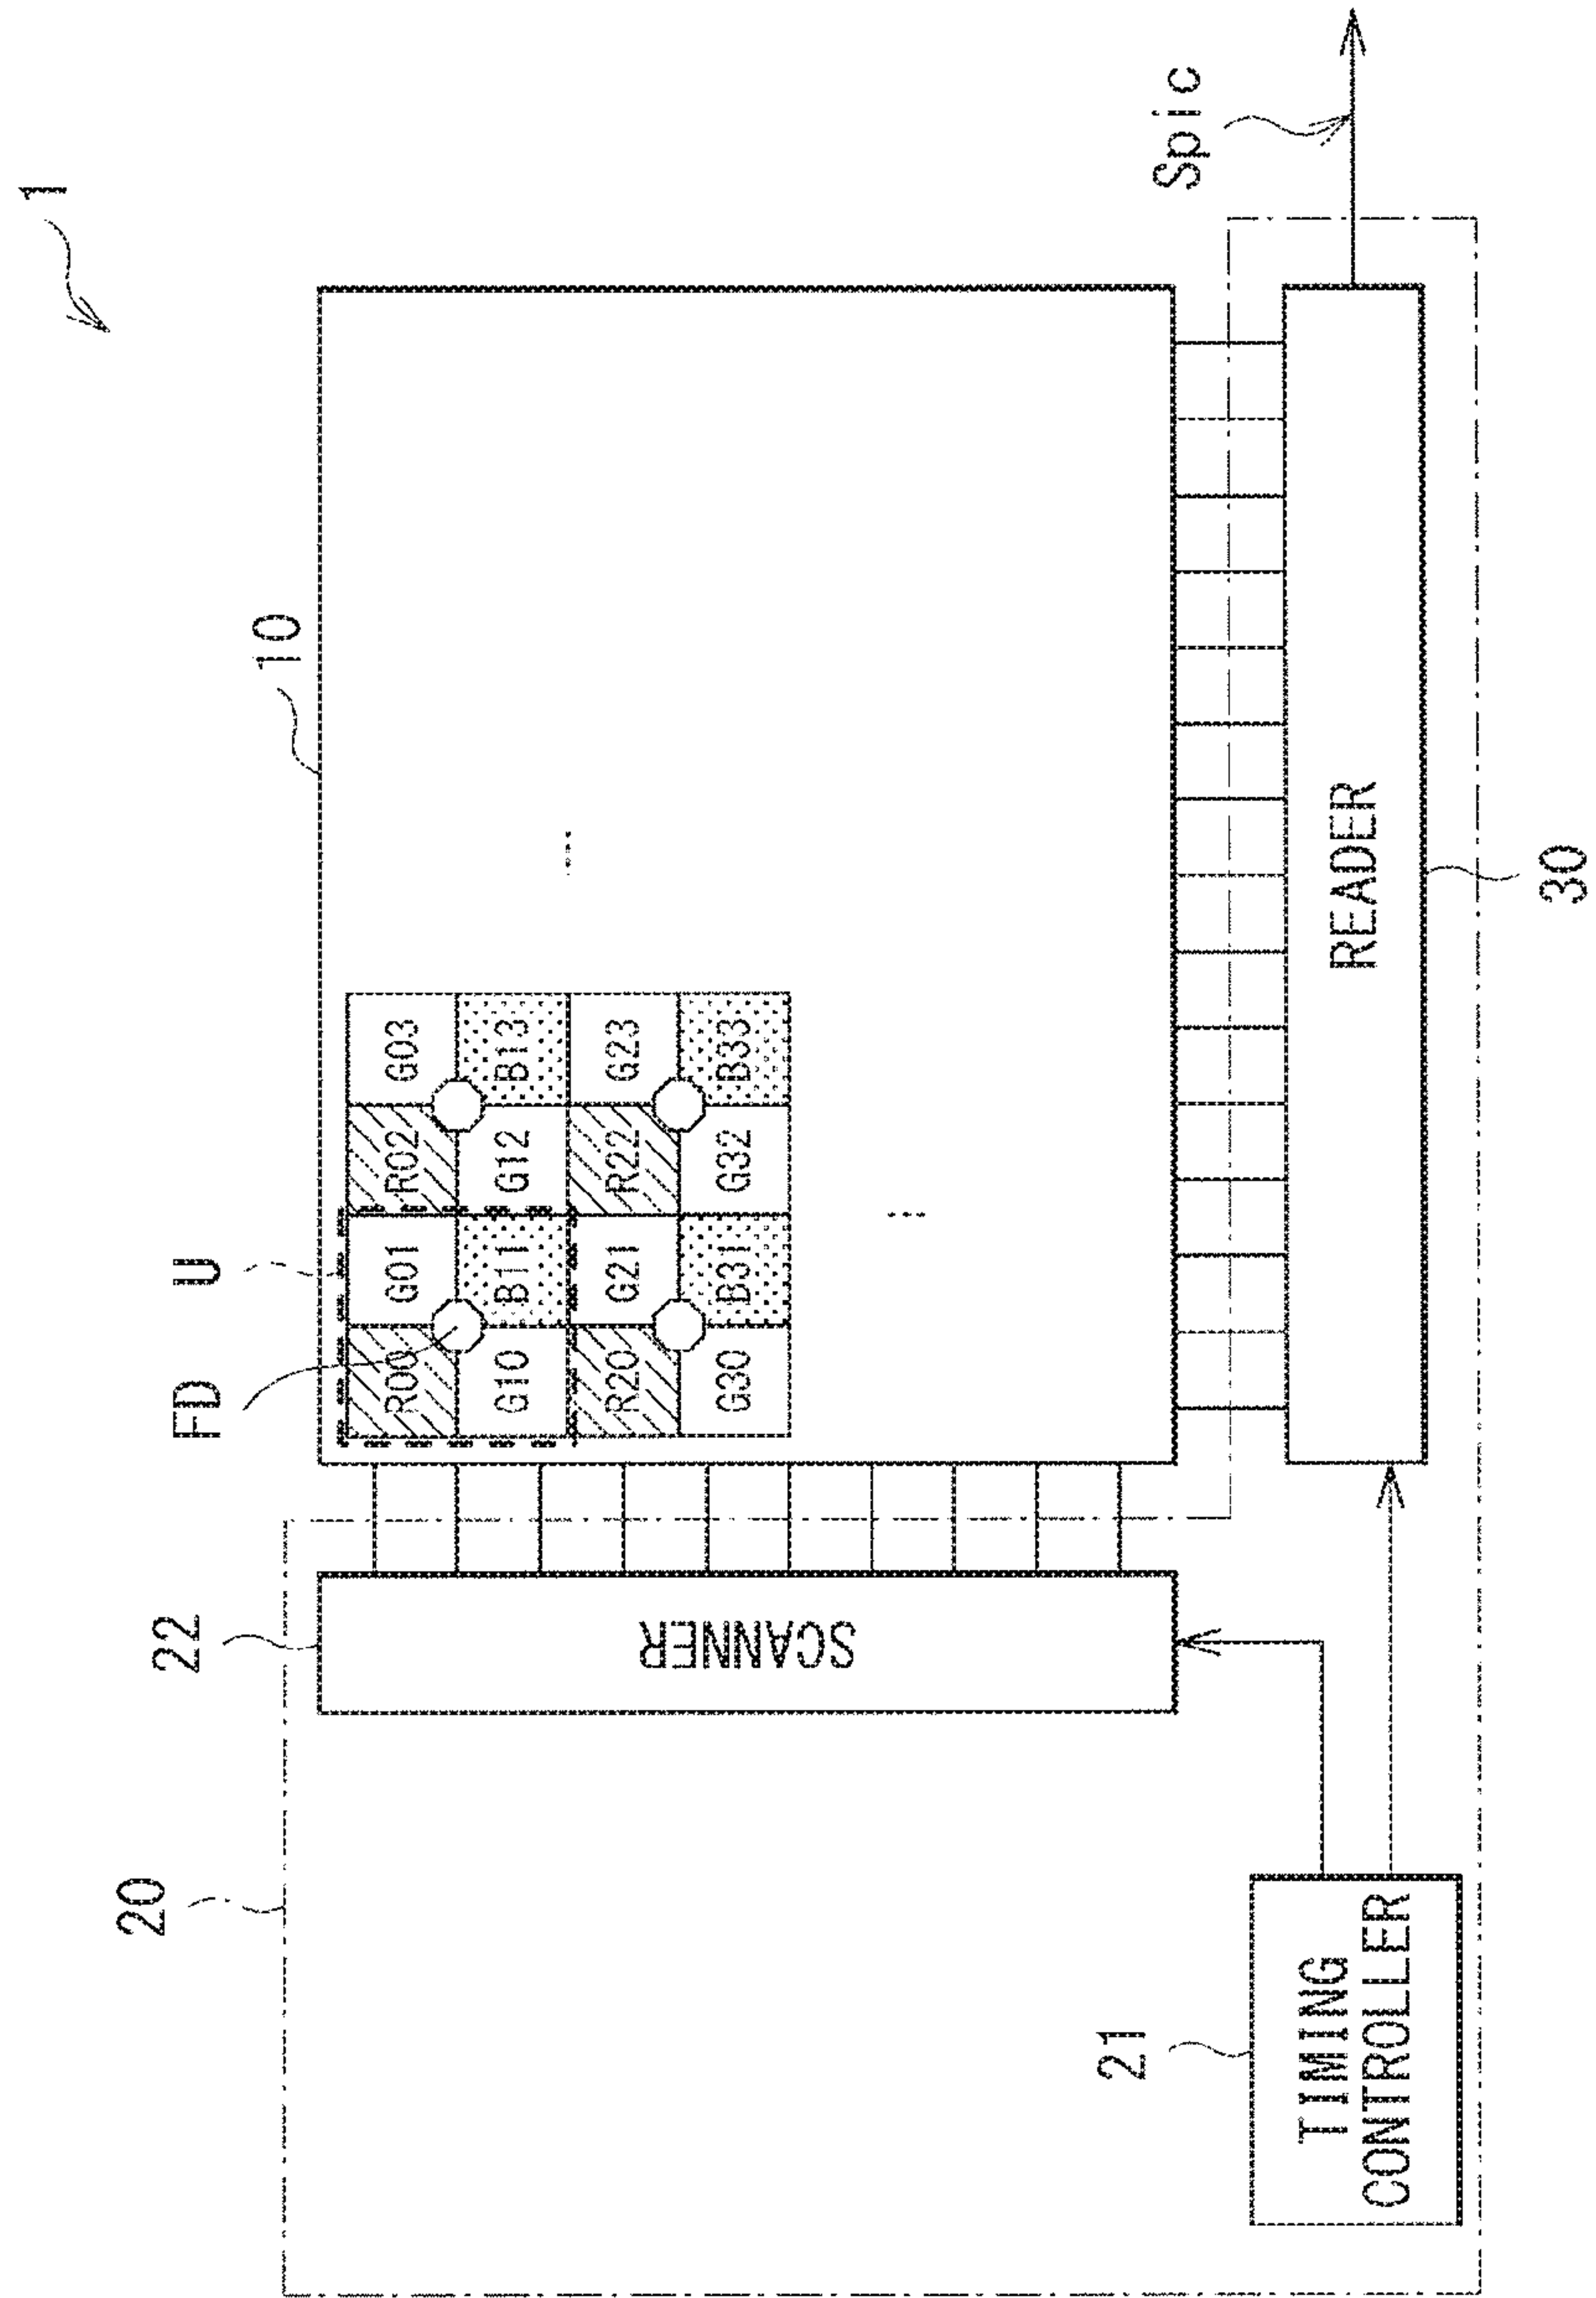 1
10
U
FD
R00 G01 R02 G03
G10 B11 G12 B13
R20 G21 R22 G23
G30 B31 G32 B33
...
...
22
SCANNER
20
21
TIMING
CONTROLLER
READER
30
Spic